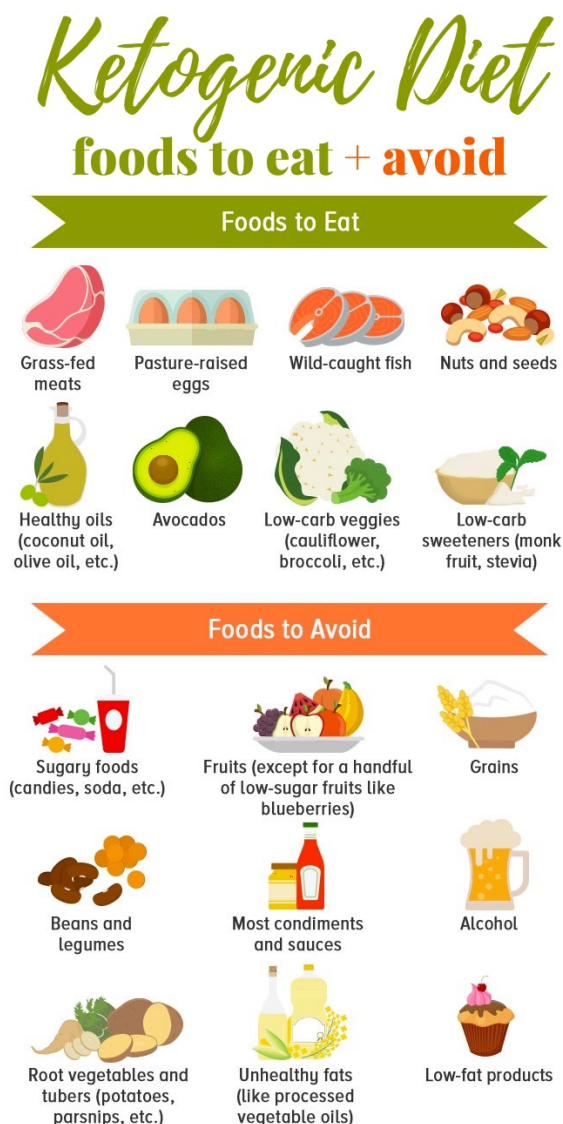 Ketogenic Diet
foods to eat + avoid
Foods to Eat
Grass-fed
meats
Pasture-raised
eggs
Wild-caught fish
Nuts and seeds
Healthy oils
(coconut oil,
olive oil, etc.)
Avocados
Low-carb veggies
(cauliflower,
broccoli, etc.)
Low-carb
sweeteners (monk
fruit, stevia)
Foods to Avoid
Sugary foods
(candies, soda, etc.)
Fruits (except for a handful
of low-sugar fruits like
blueberries)
Grains
Beans and
legumes
Most condiments
and sauces
Alcohol
Root vegetables and
tubers (potatoes,
parsnips, etc.)
Unhealthy fats
(like processed
vegetable oils)
Low-fat products